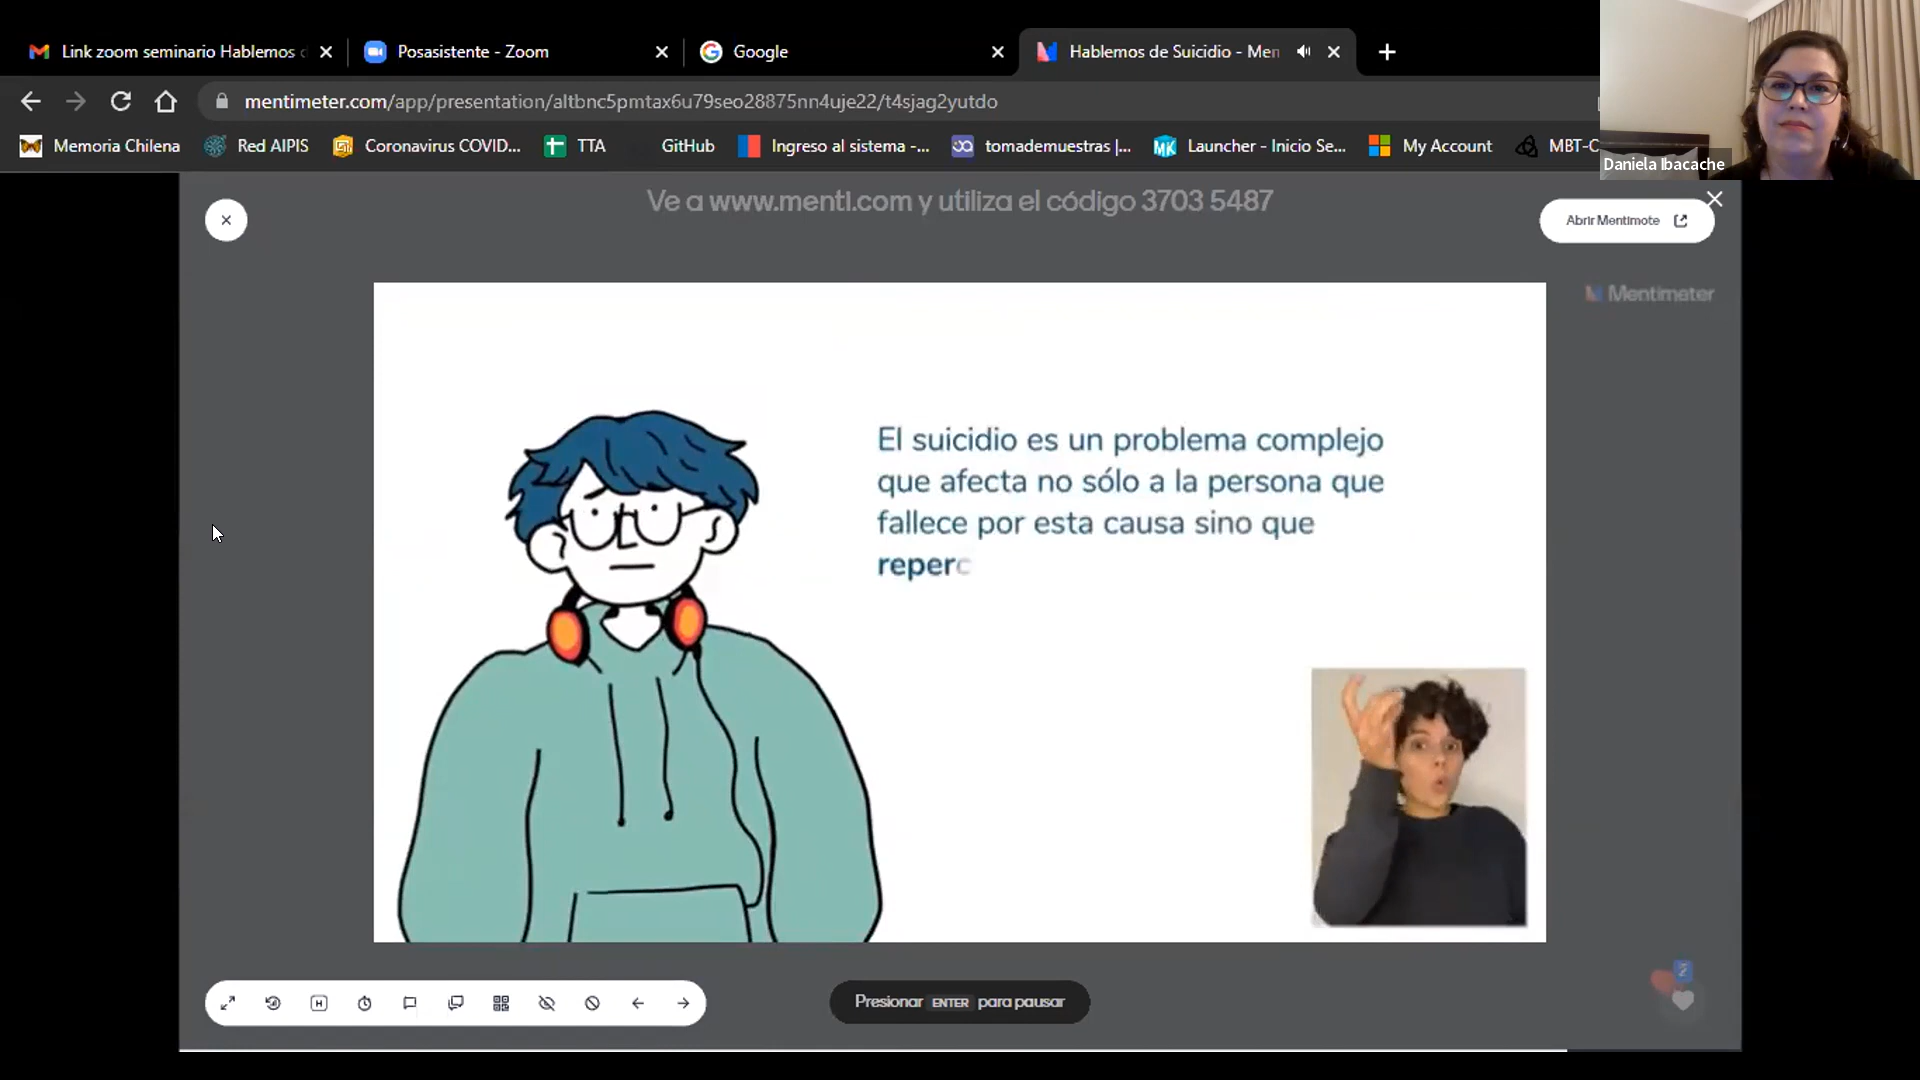 Link zoom seminario Hablemos d
Posasistente - Zoom
Google
Hablemos de Suicidio - Men
mentimeter.com/app/presentation/altbnc5pmtax6u79seo28875nn4uje22/t4sjag2yutdo
Memoria Chilena
Red AIPIS
Coronavirus COVID...
TTA
GitHub
Ingreso al sistema -...
tomademuestras |...
Launcher - Inicio Se...
My Account
MBT-C
Daniela Ibacache
Ve a www.menti.com y utiliza el código 3703 5487
Abrir Mentimote
Mentimeter
El suicidio es un problema complejo
que afecta no sólo a la persona que
fallece por esta causa sino que
reperc
Presionar ENTER para pausar
2